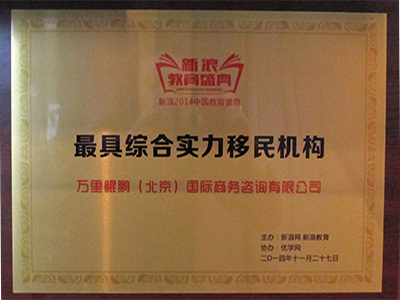 新浪
教育盛典
新浪2014中国教育盛典
最具综合实力移民机构
万里鲲鹏（北京）国际商务咨询有限公司
主办：新浪网 新浪教育
协办：优学网
二〇一四年十一月二十七日